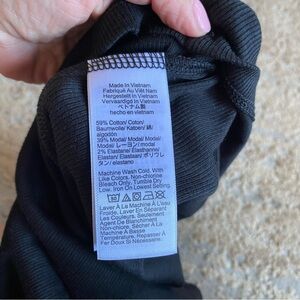 Made In Vietnam
Fabriqué Au Viêt Nam
Hergestellt In Vietnam
Vervaardigd In Vietnam
ベトナム製
hecho en vietnam
59% Cotton/ Coton/
Baumwolle/ Katoen/ 綿/
algodón
39% Modal/ Modal/ Modal/
Modal/ レーヨン/ modal
2% Elastane/ Elasthanne/
Elastan/ Elastaan/ ポリウレ
タン/ elastano
Machine Wash Cold, With
Like Colors, Non-chlorine
Bleach Only, Tumble Dry
Low, Iron On Lowest Setting
Laver À La Machine À L'eau
Froide, Laver En Séparant
Les Couleurs, Seulement
Agent De Blanchiment
Non-chloré, Sécher À
Machine À Basse
Température, Repasser À
Fer Doux Si Nécessaire.